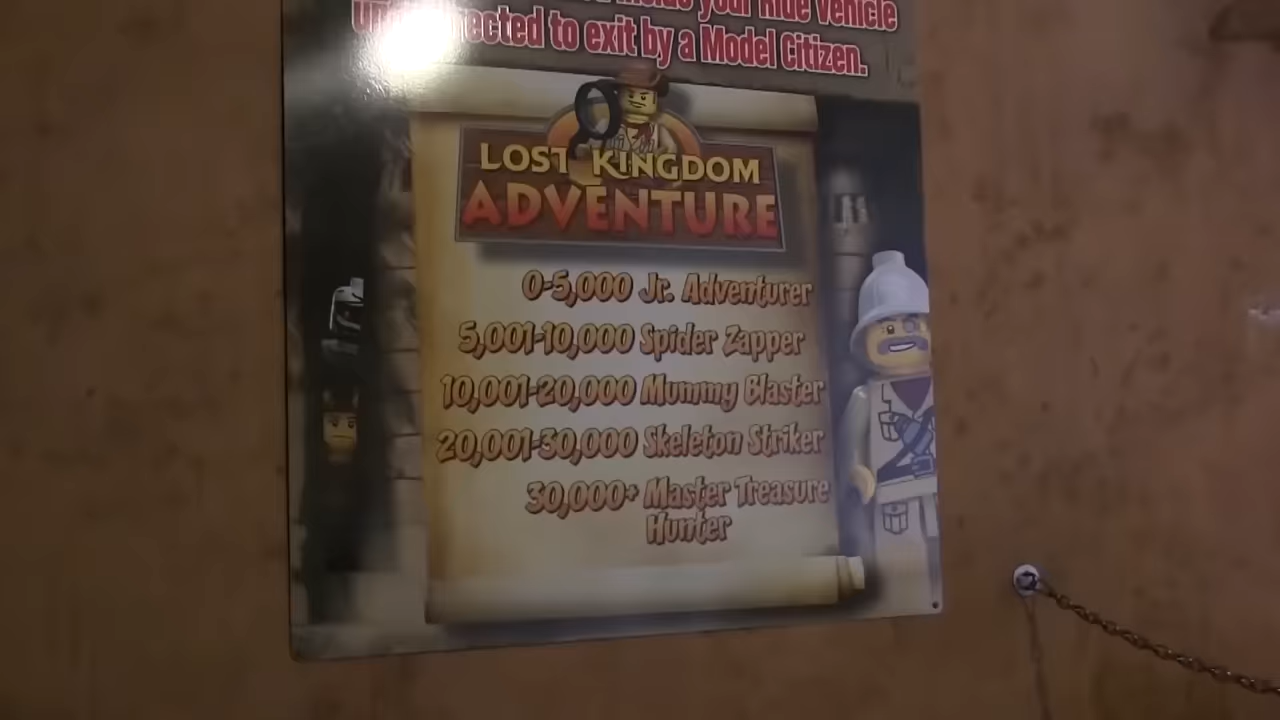 inside your Ride Vehicle
directed to exit by a Model Citizen.
LOST KINGDOM
ADVENTURE
0-5,000 Jr. Adventurer
5,001-10,000 Spider Zapper
10,001-20,000 Mummy Blaster
20,001-30,000 Skeleton Striker
30,000+ Master Treasure
Hunter